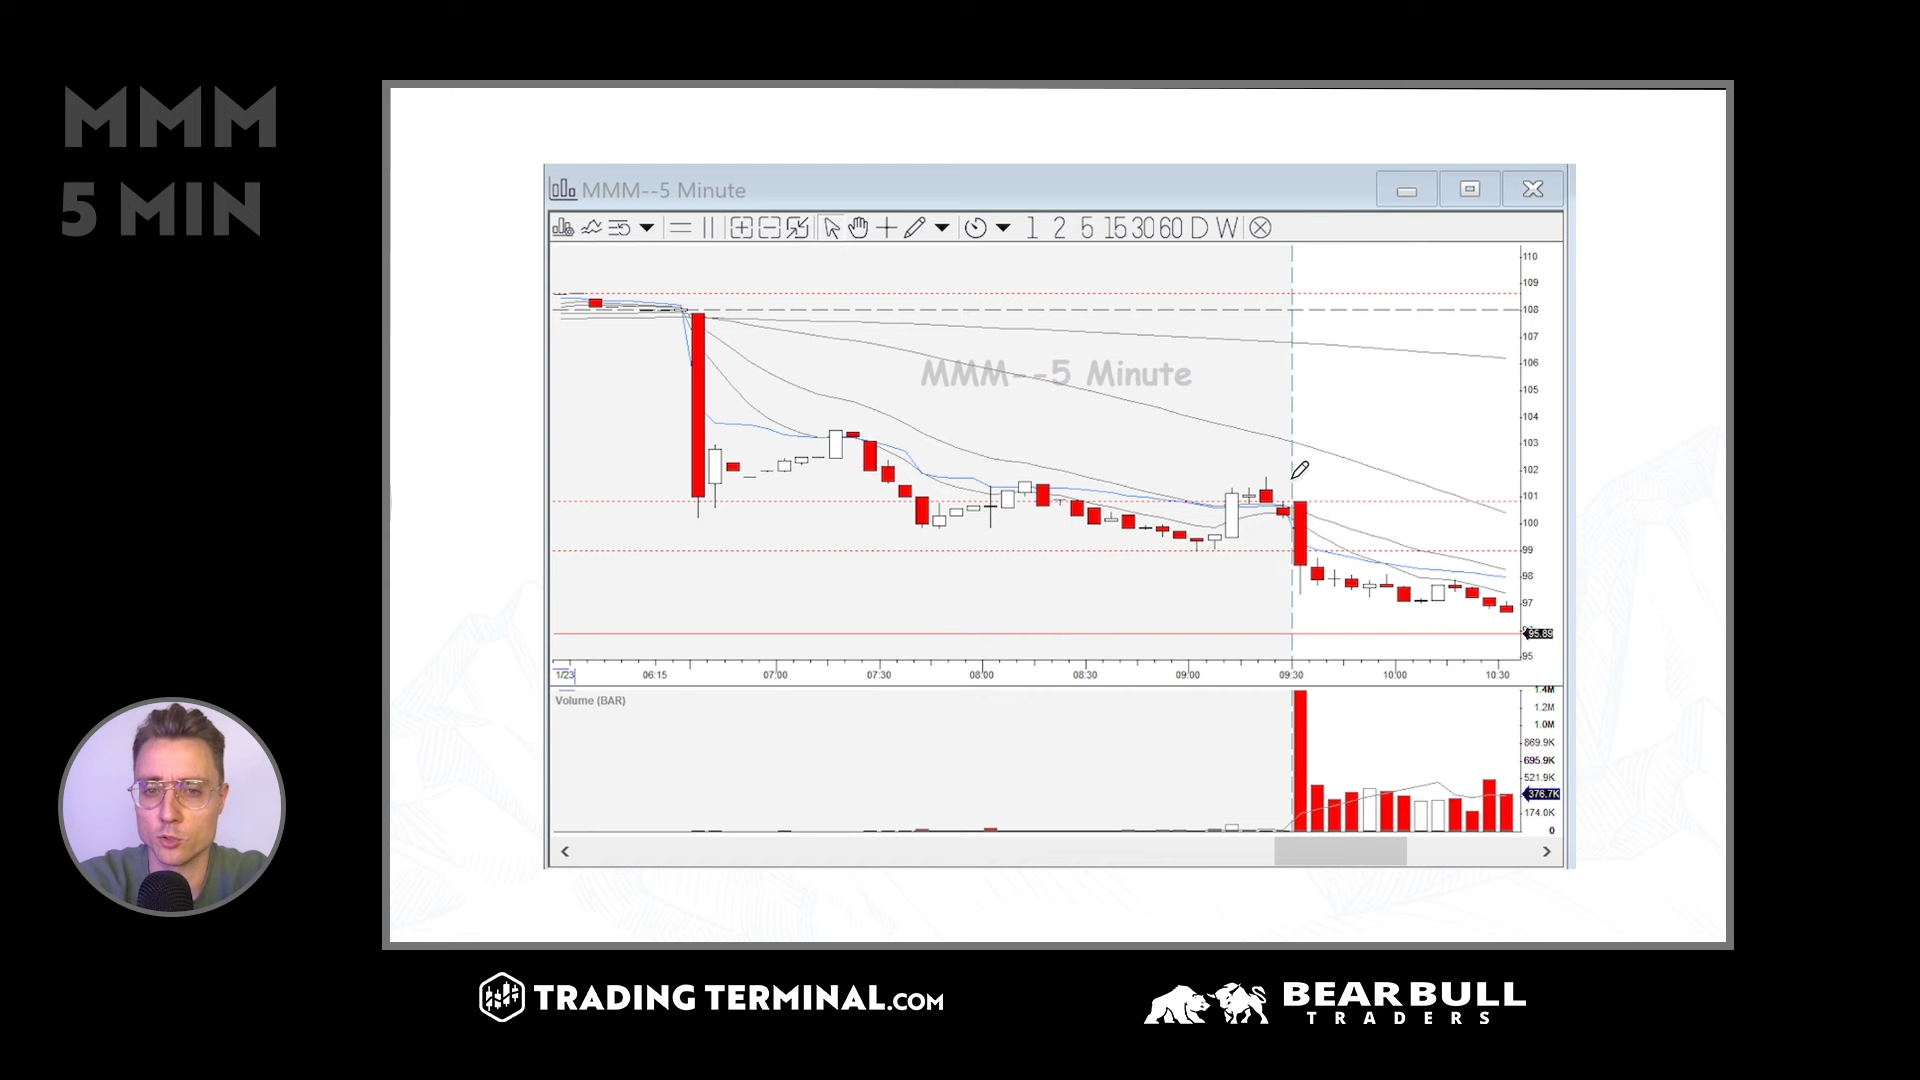 MMM
5 MIN
MMM--5 Minute
1 2 5 15 30 60 D W
MMM--5 Minute
110
109
108
107
106
105
104
103
102
101
100
99
98
97
95.89
95
1/23 06:15 07:00 07:30 08:00 08:30 09:00 09:30 10:00 10:30
Volume (BAR)
1.4M
1.2M
1.0M
869.9K
695.9K
521.9K
376.7K
174.0K
0
TRADING TERMINAL.COM
BEAR BULL
TRADERS